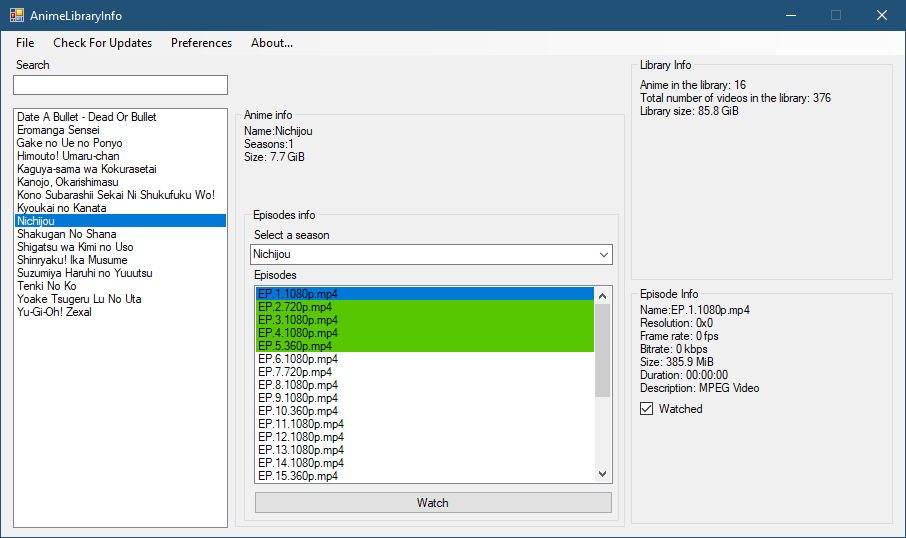 AnimeLibraryInfo
File Check For Updates Preferences About...
Search
Date A Bullet - Dead Or Bullet
Eromanga Sensei
Gake no Ue no Ponyo
Himouto! Umaru-chan
Kaguya-sama wa Kokurasetai
Kanojo, Okarishimasu
Kono Subarashii Sekai Ni Shukufuku Wo!
Kyoukai no Kanata
Nichijou
Shakugan No Shana
Shigatsu wa Kimi no Uso
Shinryaku! Ika Musume
Suzumiya Haruhi no Yuuutsu
Tenki No Ko
Yoake Tsugeru Lu No Uta
Yu-Gi-Oh! Zexal
Anime info
Name:Nichijou
Seasons:1
Size: 7.7 GiB
Episodes info
Select a season
Nichijou
Episodes
EP.1.1080p.mp4
EP.2.720p.mp4
EP.3.1080p.mp4
EP.4.1080p.mp4
EP.5.360p.mp4
EP.6.1080p.mp4
EP.7.720p.mp4
EP.8.1080p.mp4
EP.9.1080p.mp4
EP.10.360p.mp4
EP.11.1080p.mp4
EP.12.1080p.mp4
EP.13.1080p.mp4
EP.14.1080p.mp4
EP.15.360p.mp4
Watch
Library Info
Anime in the library: 16
Total number of videos in the library: 376
Library size: 85.8 GiB
Episode Info
Name:EP.1.1080p.mp4
Resolution: 0x0
Frame rate: 0 fps
Bitrate: 0 kbps
Size: 385.9 MiB
Duration: 00:00:00
Description: MPEG Video
Watched